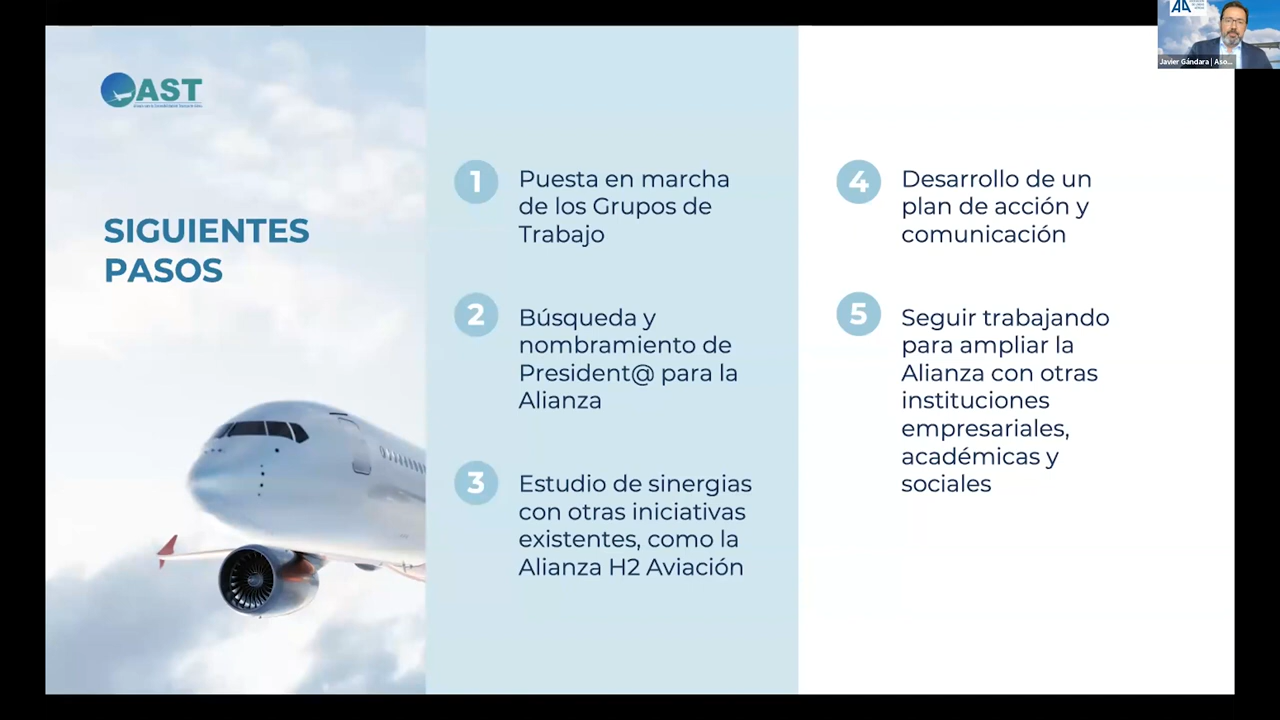 AST
SIGUIENTES
PASOS
1
Puesta en marcha
de los Grupos de
Trabajo
2
Búsqueda y
nombramiento de
President@ para la
Alianza
3
Estudio de sinergias
con otras iniciativas
existentes, como la
Alianza H2 Aviación
4
Desarrollo de un
plan de acción y
comunicación
5
Seguir trabajando
para ampliar la
Alianza con otras
instituciones
empresariales,
académicas y
sociales
Javier Gándara | Aso...